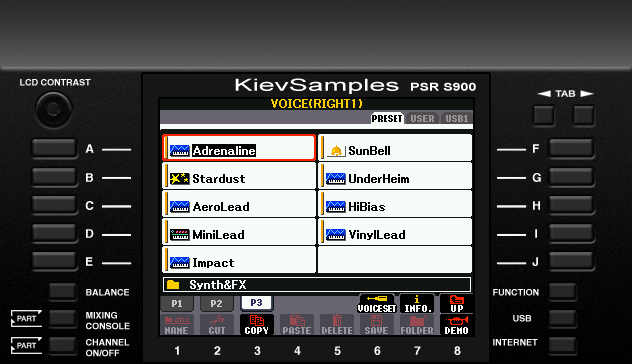 LCD CONTRAST
KievSamples PSR S900
TAB
VOICE(RIGHT1)
PRESET USER USB1
A Adrenaline SunBell F
B Stardust UnderHeim G
C AeroLead HiBias H
D MiniLead VinylLead I
E Impact J
Synth&FX
BALANCE P1 P2 P3 VOICESET INFO. UP FUNCTION
PART MIXING CONSOLE NAME CUT COPY PASTE DELETE SAVE FOLDER DEMO USB
PART CHANNEL ON/OFF INTERNET
1 2 3 4 5 6 7 8